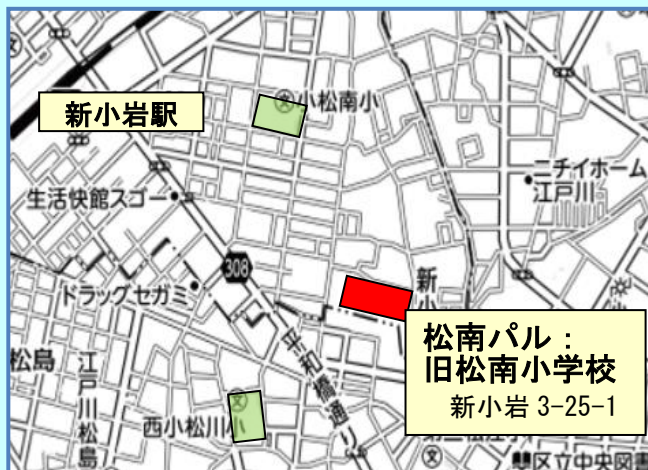 小松南小
新小岩駅
ニチイホーム
江戸川
生活快館スゴー
308
ドラッグセガミ
新小
松南パル：
旧松南小学校
新小岩 3-25-1
平和橋通り
松島
江戸川松島
西小松川小
区立中央図書